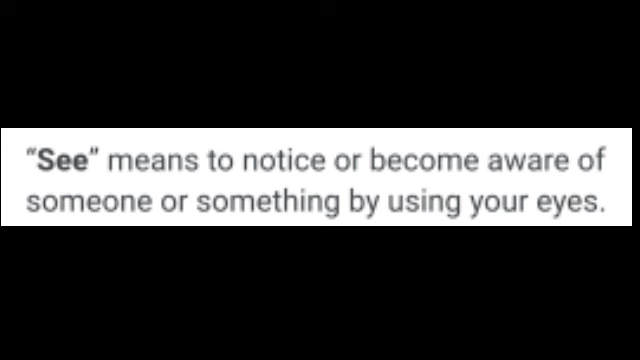 “See” means to notice or become aware of
someone or something by using your eyes.